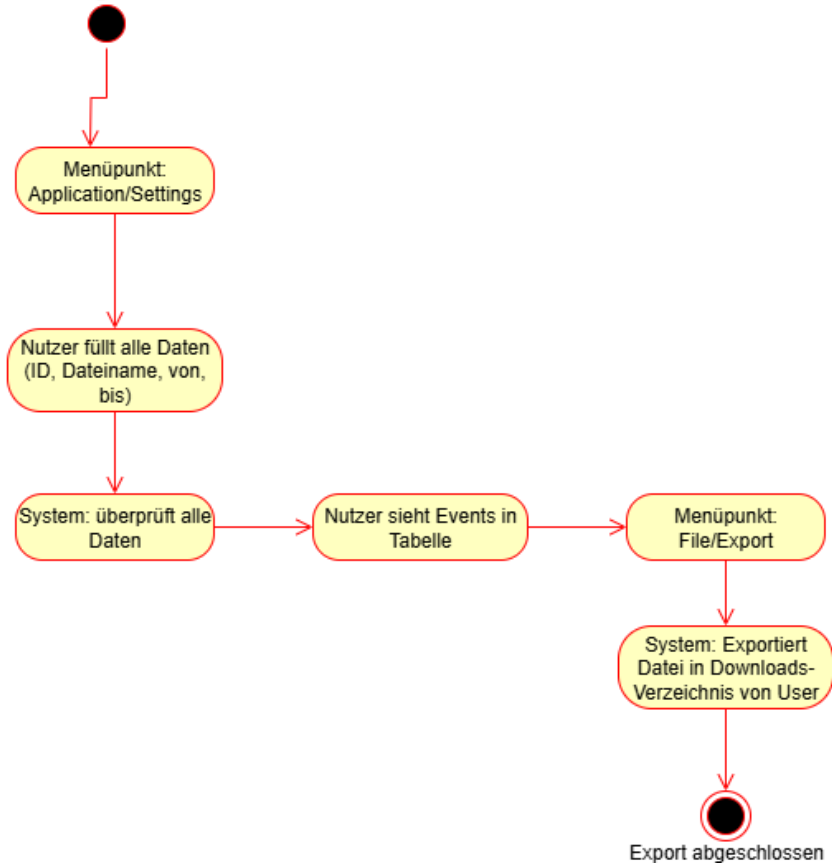 Menüpunkt:
Application/Settings
Nutzer füllt alle Daten
(ID, Dateiname, von,
bis)
System: überprüft alle
Daten
Nutzer sieht Events in
Tabelle
Menüpunkt:
File/Export
System: Exportiert
Datei in Downloads-
Verzeichnis von User
Export abgeschlossen